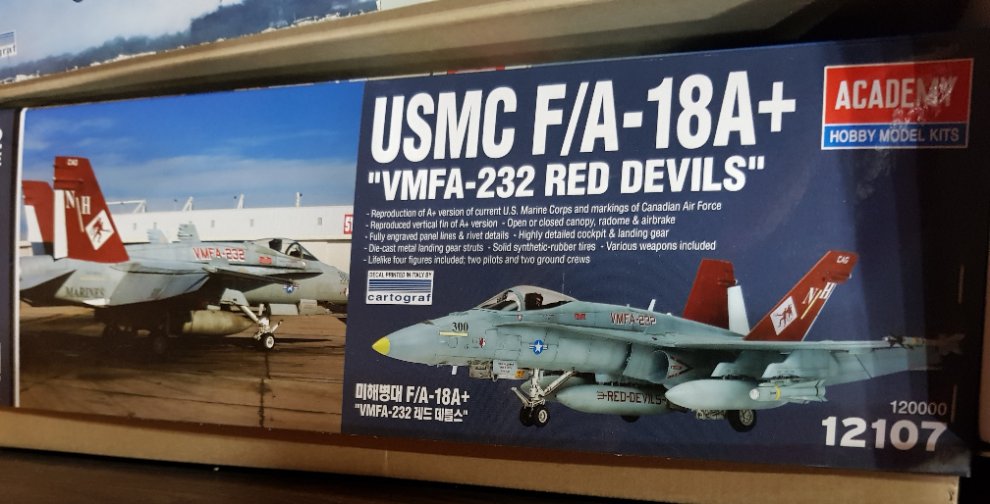 USMC F/A-18A+
"VMFA-232 RED DEVILS"
- Reproduction of A+ version of current U.S. Marine Corps and markings of Canadian Air Force
- Reproduced vertical fin of A+ version - Open or closed canopy, radome & airbrake
- Fully engraved panel lines & rivet details - Highly detailed cockpit & landing gear
- Die-cast metal landing gear struts - Solid synthetic-rubber tires - Various weapons included
- Lifelike four figures included; two pilots and two ground crews
DECAL PRINTED IN ITALY BY
cartograf
ACADEMY
HOBBY MODEL KITS
CAG
NH
VMFA-232
MARINES
CAG
NH
VMFA-232
300
RED-DEVILS
미해병대 F/A-18A+
"VMFA-232 레드 데블스"
120000
12107